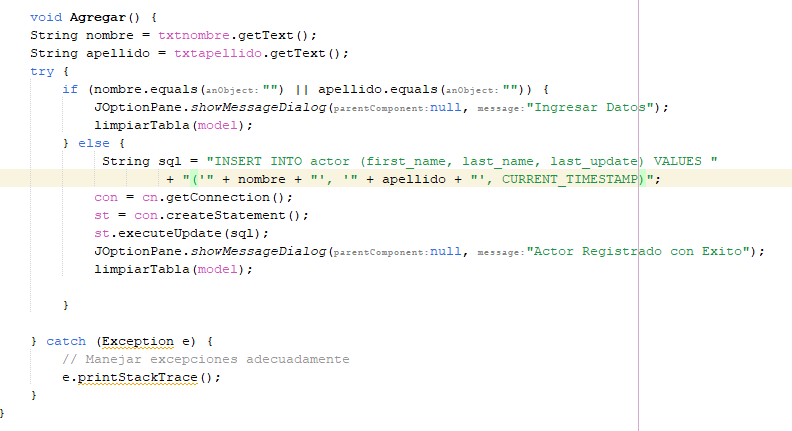 void Agregar() {
String nombre = txtnombre.getText();
String apellido = txtapellido.getText();
try {
if (nombre.equals(anObject: "") || apellido.equals(anObject: "")) {
JOptionPane.showMessageDialog(parentComponent: null, message: "Ingresar Datos");
limpiarTabla(model);
} else {
String sql = "INSERT INTO actor (first_name, last_name, last_update) VALUES "
+ "('" + nombre + "', '" + apellido + "', CURRENT_TIMESTAMP)";
con = cn.getConnection();
st = con.createStatement();
st.executeUpdate(sql);
JOptionPane.showMessageDialog(parentComponent: null, message: "Actor Registrado con Exito");
limpiarTabla(model);
}
} catch (Exception e) {
// Manejar excepciones adecuadamente
e.printStackTrace();
}
}